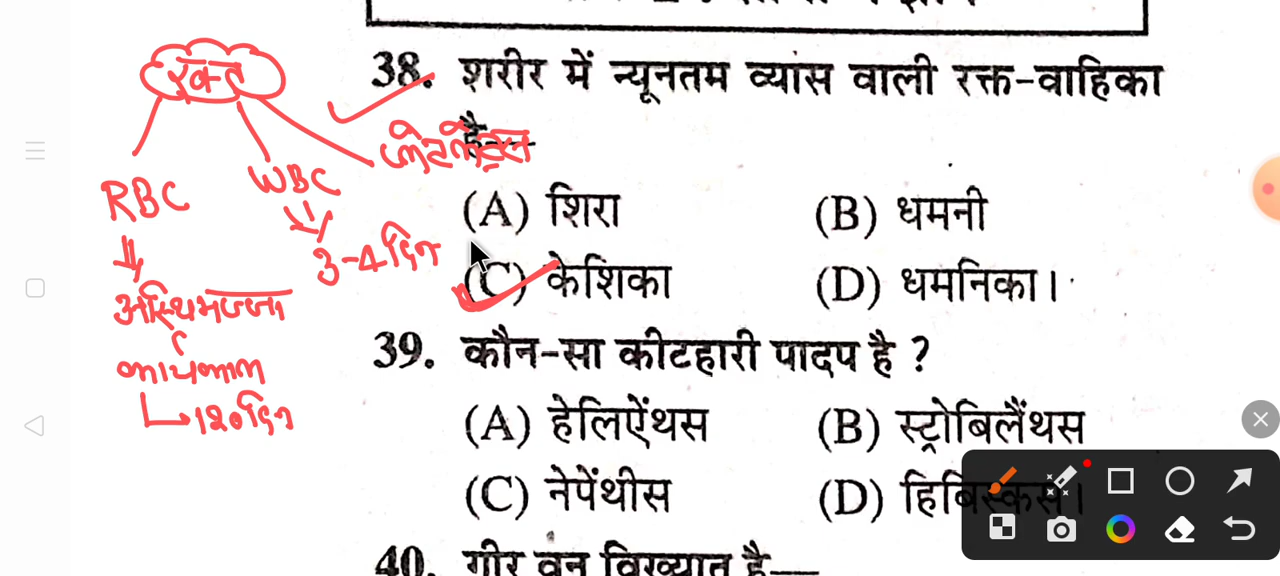 38. शरीर में न्यूनतम व्यास वाली रक्त-वाहिका
है—
(A) शिरा (B) धमनी
(C) केशिका (D) धमनिका।
39. कौन-सा कीटहारी पादप है ?
(A) हेलिऐंथस (B) स्ट्रोबिलैंथस
(C) नेपेंथीस (D) हिबिस्कस।
40. गीर वन विख्यात है—
रक्त
RBC
WBC
प्लेटलेट्स
3-4 दिन
अस्थिमज्जा
120 दिन